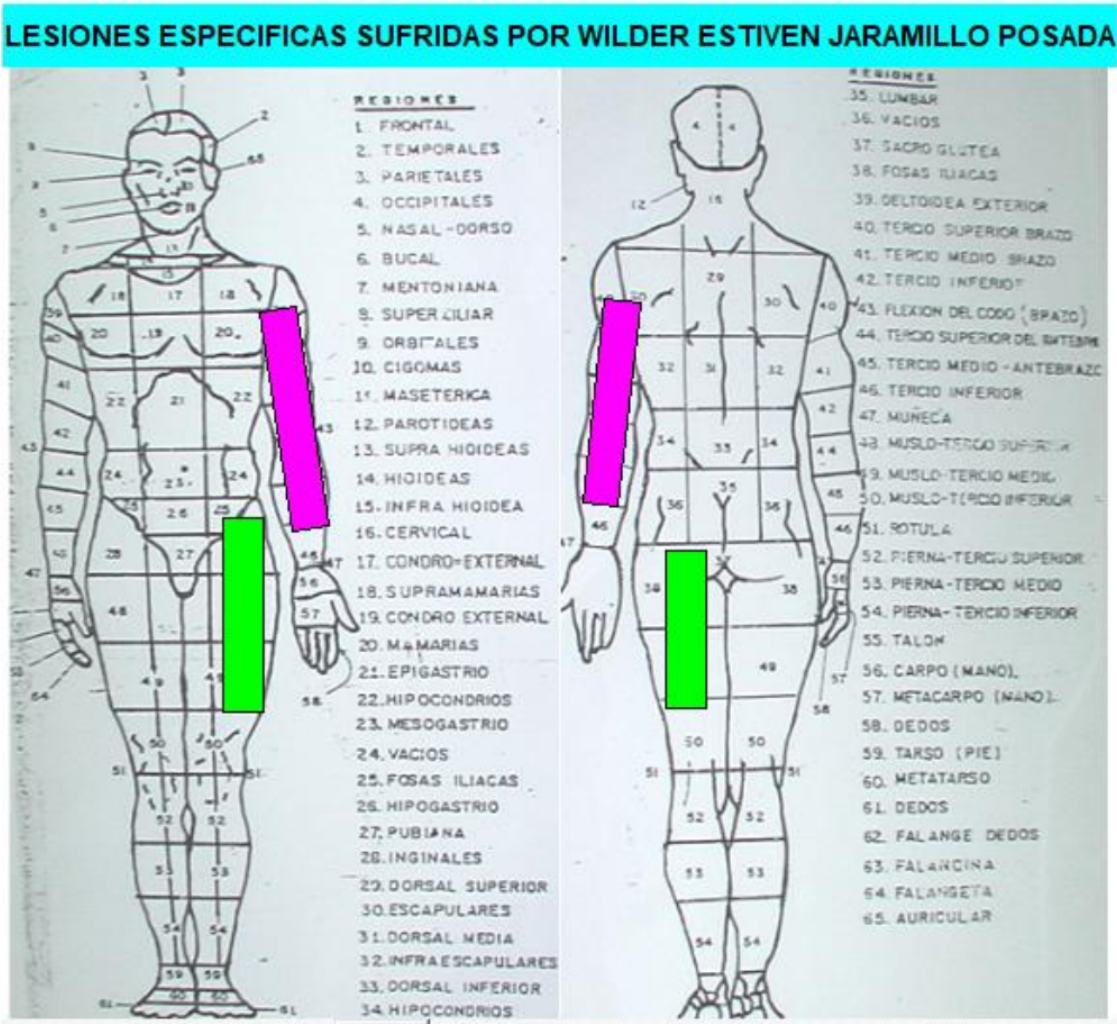 LESIONES ESPECIFICAS SUFRIDAS POR WILDER ESTIVEN JARAMILLO POSADA
REGIONES
1. FRONTAL
2. TEMPORALES
3. PARIETALES
4. OCCIPITALES
5. NASAL-DORSO
6. BUCAL
7. MENTONIANA
8. SUPERCILIAR
9. ORBITALES
10. CIGOMAS
11. MASETERICA
12. PAROTIDEAS
13. SUPRA HIOIDEAS
14. HIOIDEAS
15. INFRA HIOIDEA
16. CERVICAL
17. CONDRO-EXTERNAL
18. SUPRAMAMARIAS
19. CONDRO EXTERNAL
20. MAMARIAS
21. EPIGASTRIO
22. HIPOCONDRIOS
23. MESOGASTRIO
24. VACIOS
25. FOSAS ILIACAS
26. HIPOGASTRIO
27. PUBIANA
28. INGINALES
29. DORSAL SUPERIOR
30. ESCAPULARES
31. DORSAL MEDIA
32. INFRAESCAPULARES
33. DORSAL INFERIOR
34. HIPOCONDRIOS
REGIONES
35. LUMBAR
36. VACIOS
37. SACRO GLUTEA
38. FOSAS ILIACAS
39. DELTOIDEA EXTERIOR
40. TERCIO SUPERIOR BRAZO
41. TERCIO MEDIO BRAZO
42. TERCIO INFERIOR
43. FLEXION DEL CODO (BRAZO)
44. TERCIO SUPERIOR DEL
45. TERCIO MEDIO-ANTEBRAZO
46. TERCIO INFERIOR
47. MUÑECA
48. MUSLO-TERCIO SUPERIOR
49. MUSLO-TERCIO MEDIO
50. MUSLO-TERCIO INFERIOR
51. ROTULA
52. PIERNA-TERCIO SUPERIOR
53. PIERNA-TERCIO MEDIO
54. PIERNA-TERCIO INFERIOR
55. TALON
56. CARPO (MANO).
57. METACARPO (MANO).
58. DEDOS
59. TARSO (PIE)
60. METATARSO
61. DEDOS
62. FALANGE DEDOS
63. FALANCINA
64. FALANGETA
65. AURICULAR